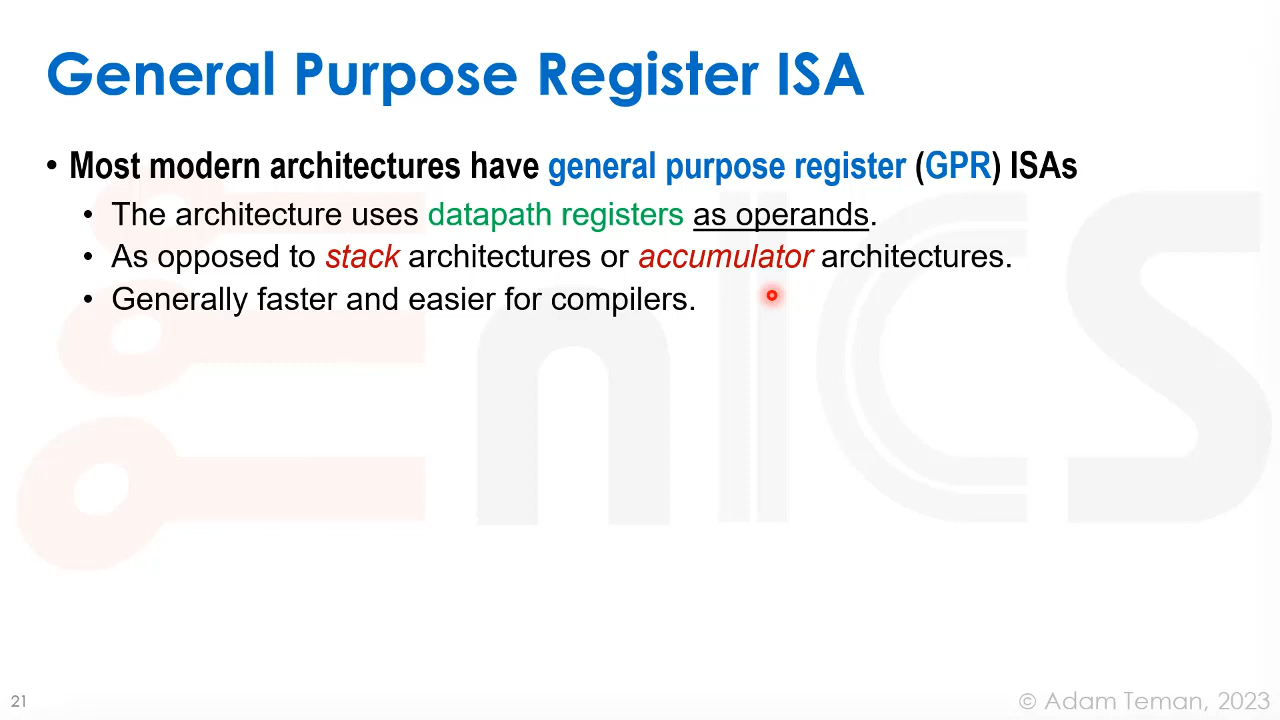 General Purpose Register ISA
• Most modern architectures have general purpose register (GPR) ISAs
• The architecture uses datapath registers as operands.
• As opposed to stack architectures or accumulator architectures.
• Generally faster and easier for compilers.
EnICS
21
© Adam Teman, 2023